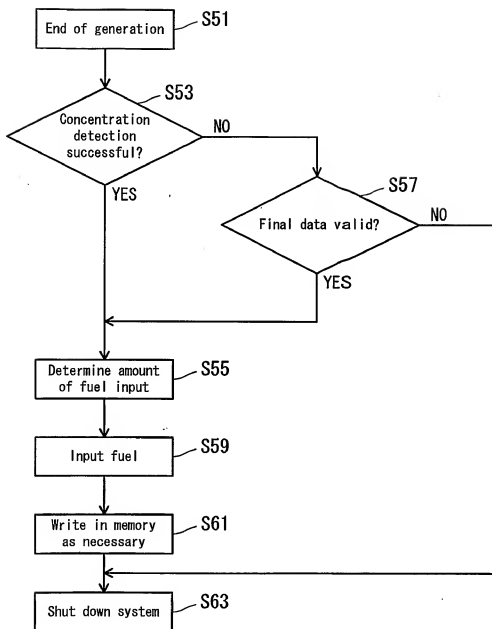 End of generation
S51
S53
Concentration
detection
successful?
NO
YES
S57
Final data valid?
NO
YES
Determine amount
of fuel input
S55
Input fuel
S59
Write in memory
as necessary
S61
Shut down system
S63